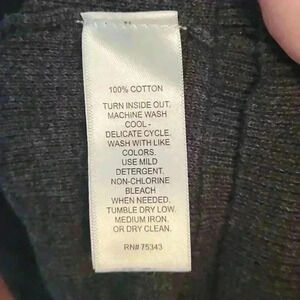 100% COTTON
TURN INSIDE OUT.
MACHINE WASH
COOL -
DELICATE CYCLE.
WASH WITH LIKE
COLORS.
USE MILD
DETERGENT.
NON-CHLORINE
BLEACH
WHEN NEEDED.
TUMBLE DRY LOW.
MEDIUM IRON.
OR DRY CLEAN.
RN# 75343